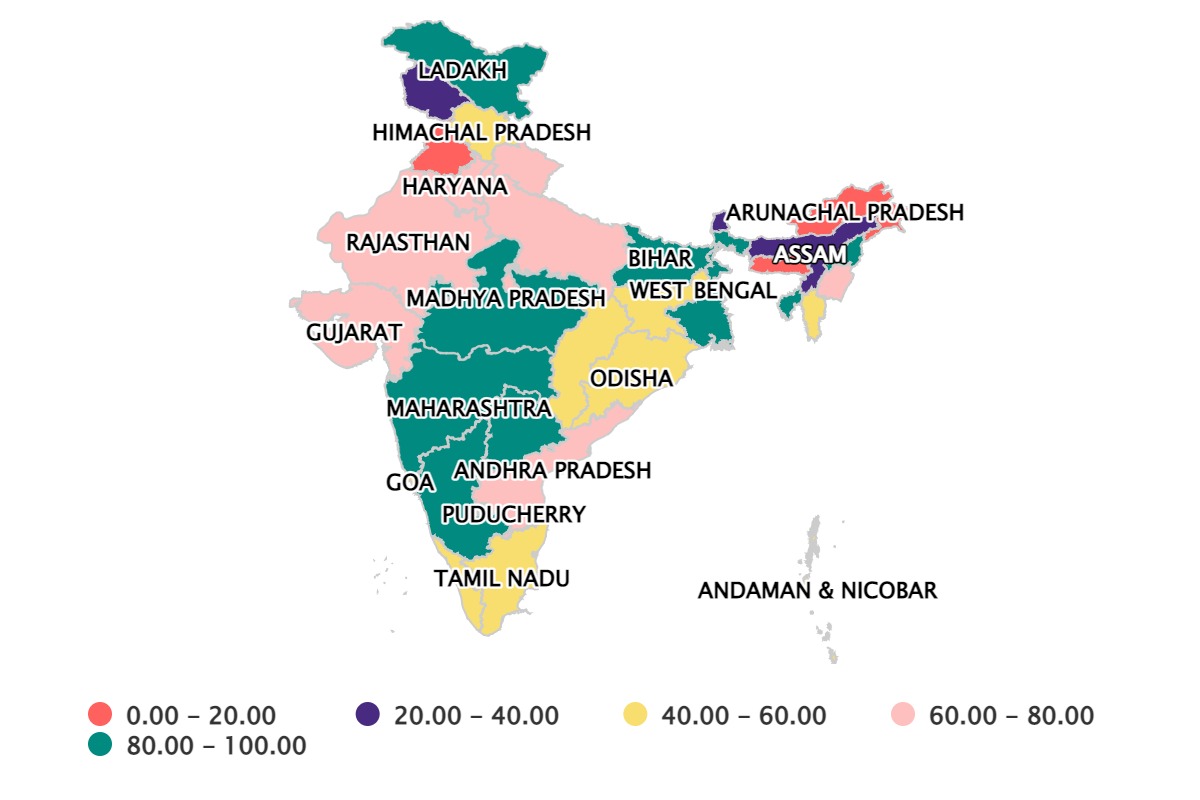 LADAKH
HIMACHAL PRADESH
HARYANA
ARUNACHAL PRADESH
RAJASTHAN
ASSAM
BIHAR
WEST BENGAL
MADHYA PRADESH
GUJARAT
ODISHA
MAHARASHTRA
ANDHRA PRADESH
GOA
PUDUCHERRY
TAMIL NADU
ANDAMAN & NICOBAR
0.00 – 20.00
20.00 – 40.00
40.00 – 60.00
60.00 – 80.00
80.00 – 100.00